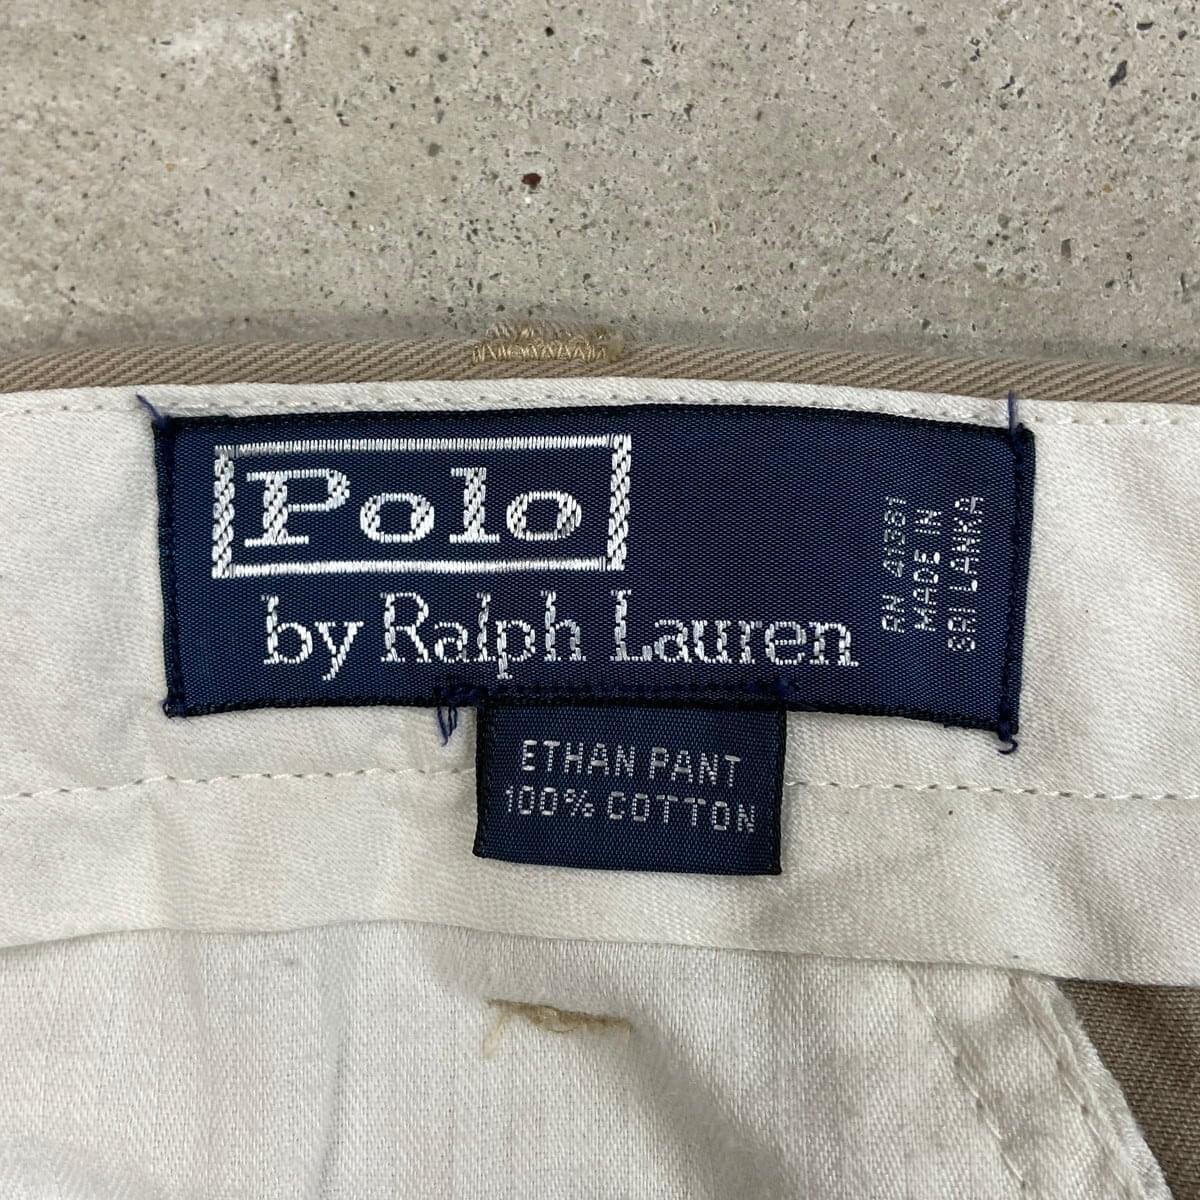 Polo
by Ralph Lauren
RN 41381
MADE IN
SRI LANKA
ETHAN PANT
100% COTTON